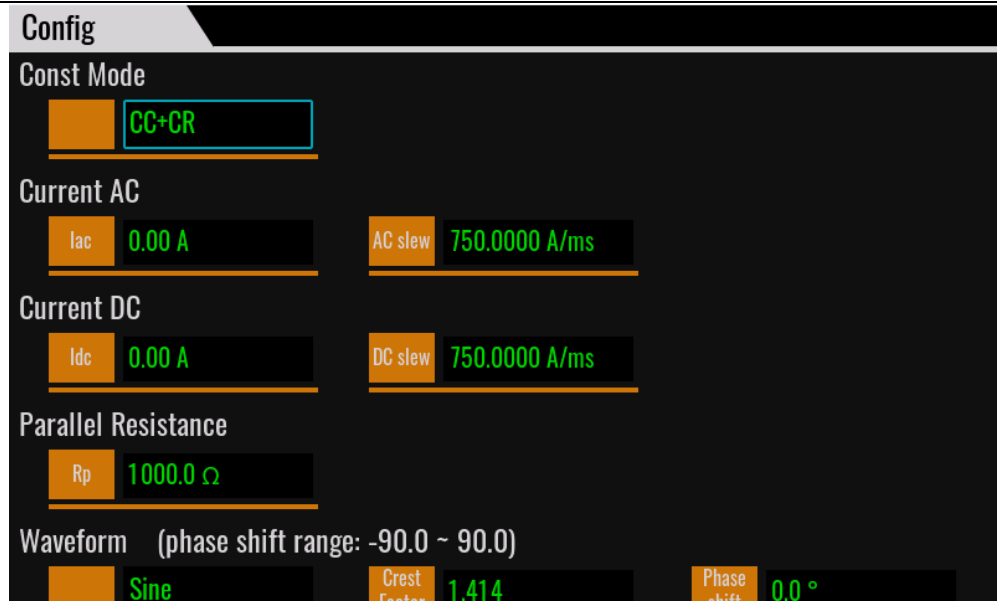 Config
Const Mode
CC+CR
Current AC
Iac 0.00 A AC slew 750.0000 A/ms
Current DC
Idc 0.00 A DC slew 750.0000 A/ms
Parallel Resistance
Rp 1000.0 Ω
Waveform (phase shift range: -90.0 ~ 90.0)
Sine Crest Factor 1.414 Phase shift 0.0 °